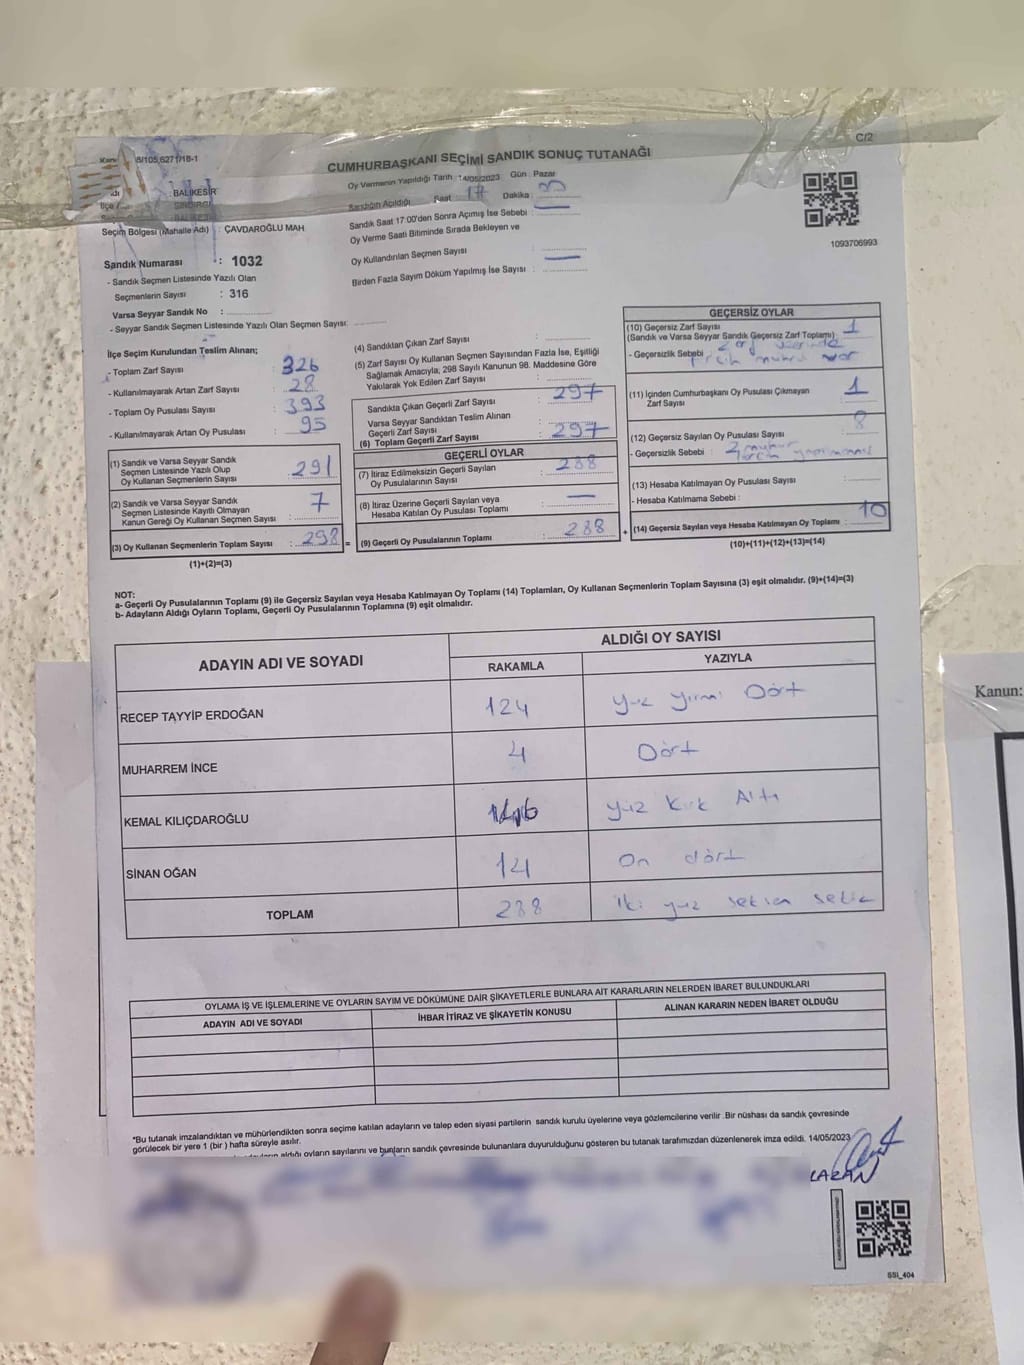 C/2
8/105,6271/1B-1
CUMHURBAŞKANI SEÇİMİ SANDIK SONUÇ TUTANAĞI
BALIKESİR
SINDIRGI
Seçim Bölgesi (Mahalle Adı) : ÇAVDAROĞLU MAH
Sandık Numarası : 1032
- Sandık Seçmen Listesinde Yazılı Olan
Seçmenlerin Sayısı : 316
Varsa Seyyar Sandık No :
- Seyyar Sandık Seçmen Listesinde Yazılı Olan Seçmen Sayısı:
Oy Vermenin Yapıldığı Tarih : 14/05/2023 Gün : Pazar
Sandığın Açıldığı Saat 17 Dakika :
Sandık Saat 17:00'den Sonra Açımış İse Sebebi :
Oy Verme Saati Bitiminde Sırada Bekleyen ve
Oy Kullandırılan Seçmen Sayısı
Birden Fazla Sayım Döküm Yapılmış İse Sayısı :
1093706993
İlçe Seçim Kurulundan Teslim Alınan;
- Toplam Zarf Sayısı : 326
- Kullanılmayarak Artan Zarf Sayısı : 28
- Toplam Oy Pusulası Sayısı : 393
- Kullanılmayarak Artan Oy Pusulası : 95
(1) Sandık ve Varsa Seyyar Sandık
Seçmen Listesinde Yazılı Olup
Oy Kullanan Seçmenlerin Sayısı : 291
(2) Sandık ve Varsa Seyyar Sandık
Seçmen Listesinde Kayıtlı Olmayan
Kanun Gereği Oy Kullanan Seçmen Sayısı : 7
(3) Oy Kullanan Seçmenlerin Toplam Sayısı : 298 =
(1)+(2)=(3)
(4) Sandıktan Çıkan Zarf Sayısı :
(5) Zarf Sayısı Oy Kullanan Seçmen Sayısından Fazla İse, Eşitliği
Sağlamak Amacıyla, 298 Sayılı Kanunun 98. Maddesine Göre
Yakılarak Yok Edilen Zarf Sayısı :
Sandıkta Çıkan Geçerli Zarf Sayısı : 297
Varsa Seyyar Sandıktan Teslim Alınan
Geçerli Zarf Sayısı :
(6) Toplam Geçerli Zarf Sayısı : 297
GEÇERLİ OYLAR
(7) İtiraz Edilmeksizin Geçerli Sayılan
Oy Pusulalarının Sayısı : 288
(8) İtiraz Üzerine Geçerli Sayılan veya
Hesaba Katılan Oy Pusulası Toplamı : —
(9) Geçerli Oy Pusulalarının Toplamı : 288 +
GEÇERSİZ OYLAR
(10) Geçersiz Zarf Sayısı
(Sandık ve Varsa Seyyar Sandık Geçersiz Zarf Toplamı) : 1
- Geçersizlik Sebebi : Zarf üzerinde
tercih mührü var
(11) İçinden Cumhurbaşkanı Oy Pusulası Çıkmayan
Zarf Sayısı : 1
(12) Geçersiz Sayılan Oy Pusulası Sayısı : 8
- Geçersizlik Sebebi : 2 mühür
Tercih yapılmamış
(13) Hesaba Katılmayan Oy Pusulası Sayısı :
- Hesaba Katılmama Sebebi :
(14) Geçersiz Sayılan veya Hesaba Katılmayan Oy Toplamı : 10
(10)+(11)+(12)+(13)=(14)
NOT:
a- Geçerli Oy Pusulalarının Toplamı (9) ile Geçersiz Sayılan veya Hesaba Katılmayan Oy Toplamı (14) Toplamları, Oy Kullanan Seçmenlerin Toplam Sayısına (3) eşit olmalıdır. (9)+(14)=(3)
b- Adayların Aldığı Oyların Toplamı, Geçerli Oy Pusulalarının Toplamına (9) eşit olmalıdır.
ADAYIN ADI VE SOYADI
ALDIĞI OY SAYISI
RAKAMLA YAZIYLA
RECEP TAYYİP ERDOĞAN 124 Yüz yirmi Dört
MUHARREM İNCE 4 Dört
KEMAL KILIÇDAROĞLU 146 Yüz Kırk Altı
SİNAN OĞAN 14 On dört
TOPLAM 288 İki yüz seksen sekiz
Kanun:
OYLAMA İŞ VE İŞLEMLERİNE VE OYLARIN SAYIM VE DÖKÜMÜNE DAİR ŞİKAYETLERLE BUNLARA AİT KARARLARIN NELERDEN İBARET BULUNDUKLARI
ADAYIN ADI VE SOYADI İHBAR İTİRAZ VE ŞİKAYETİN KONUSU ALINAN KARARIN NEDEN İBARET OLDUĞU
*Bu tutanak imzalandıktan ve mühürlendikten sonra seçime katılan adayların ve talep eden siyasi partilerin sandık kurulu üyelerine veya gözlemcilerine verilir .Bir nüshası da sandık çevresinde
görülecek bir yere 1 (bir ) hafta süreyle asılır.
aldığı oyların sayılarını ve bunların sandık çevresinde bulunanlara duyurulduğunu gösteren bu tutanak tarafımızdan düzenlenerek imza edildi. 14/05/2023
SSİ_404